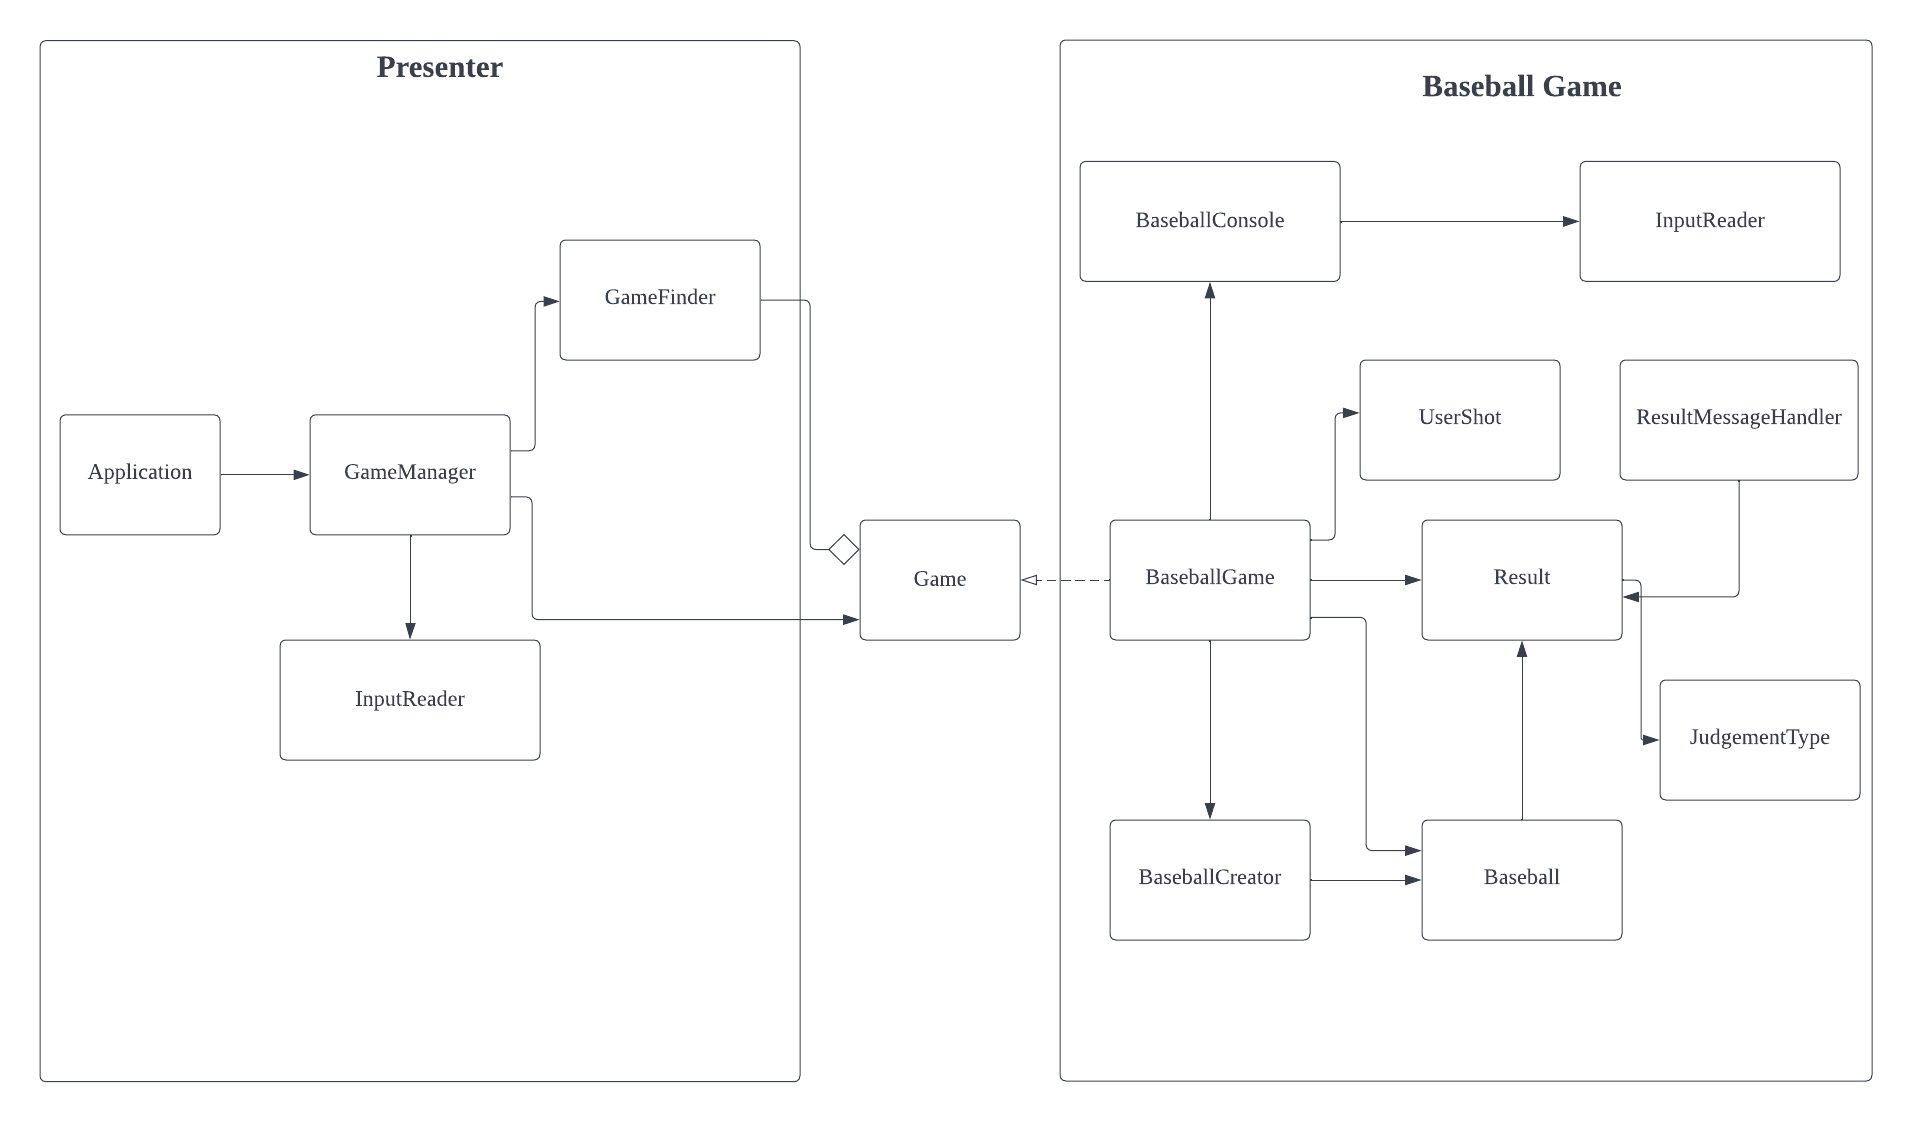 Presenter
GameFinder
Application
GameManager
InputReader
Game
Baseball Game
BaseballConsole
InputReader
UserShot
ResultMessageHandler
BaseballGame
Result
JudgementType
BaseballCreator
Baseball